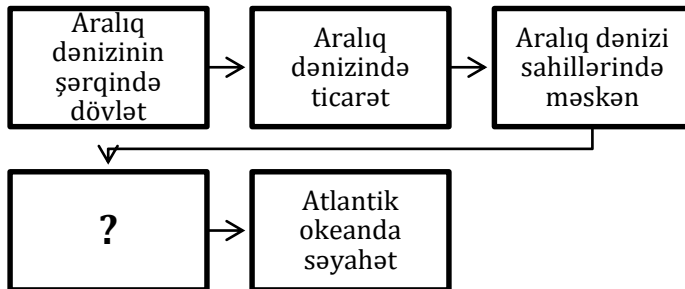 Aralıq
dənizinin
şərqində
dövlət
Aralıq
dənizində
ticarət
Aralıq dənizi
sahillərində
məskən
?
Atlantik
okeanda
səyahət